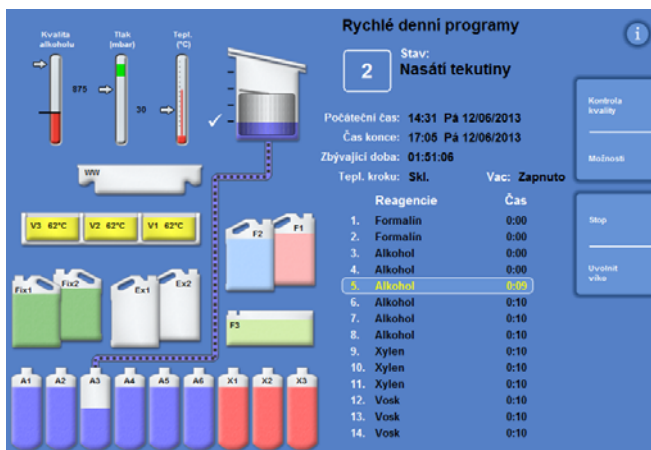 Kvalita alkoholu
Tlak (mbar)
Tepl. (°C)
875
30
WW
V3 62°C
V2 62°C
V1 62°C
F2
F1
Fix1
Fix2
Ex1
Ex2
F3
A1
A2
A3
A4
A5
A6
X1
X2
X3
Rychlé denní programy
2
Stav:
Nasátí tekutiny
Počáteční čas: 14:31 Pá 12/06/2013
Čas konce: 17:05 Pá 12/06/2013
Zbývající doba: 01:51:06
Tepl. kroku: Skl. Vac: Zapnuto
Reagencie Čas
1. Formalin 0:00
2. Formalin 0:00
3. Alkohol 0:00
4. Alkohol 0:00
5. Alkohol 0:09
6. Alkohol 0:10
7. Alkohol 0:10
8. Alkohol 0:10
9. Xylen 0:10
10. Xylen 0:10
11. Xylen 0:10
12. Vosk 0:10
13. Vosk 0:10
14. Vosk 0:10
i
Kontrola
kvality
Možnosti
Stop
Uvolnit
víko